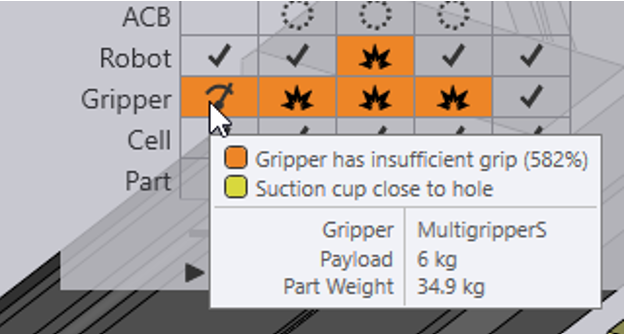 ACB
Robot
Gripper
Cell
Part
Gripper has insufficient grip (582%)
Suction cup close to hole
Gripper MultigripperS
Payload 6 kg
Part Weight 34.9 kg